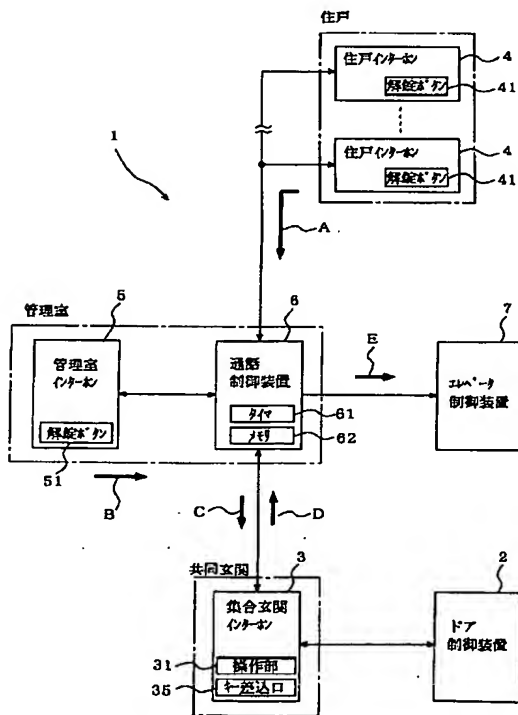 住戸
住戸インターホン
4
解錠ボタン
41
住戸インターホン
4
解錠ボタン
41
1
A
管理室
5
管理室
インターホン
解錠ボタン
51
6
通話
制御装置
タイマ
61
メモリ
62
E
7
エレベータ
制御装置
B
C
D
共同玄関
3
集合玄関
インターホン
31
操作部
35
キー差込口
2
ドア
制御装置